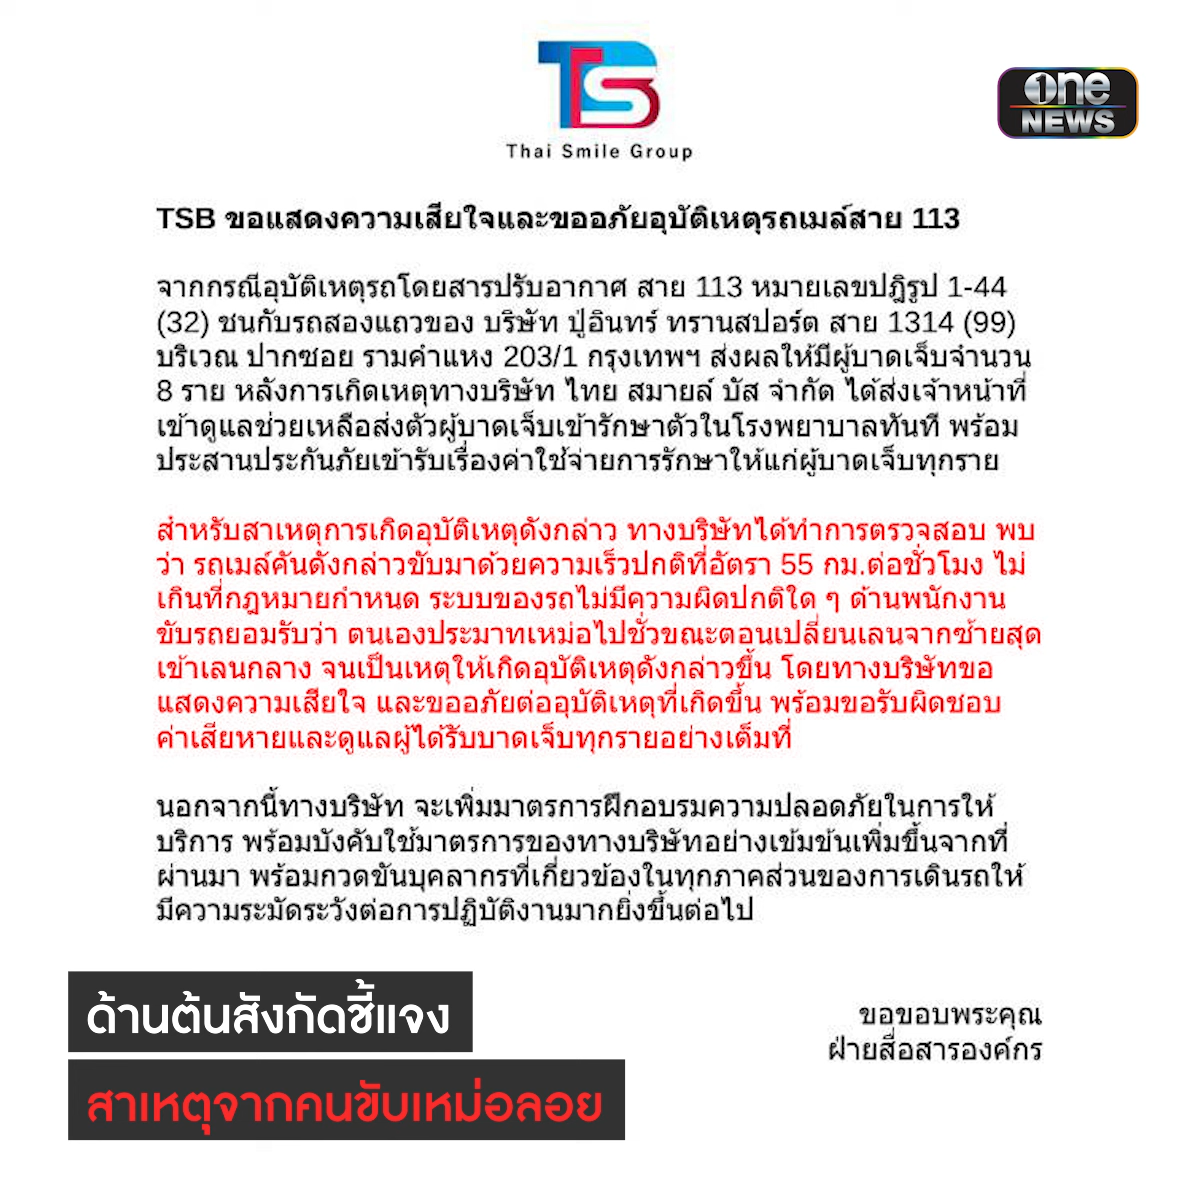 TS
Thai Smile Group
one
NEWS
TSB ขอแสดงความเสียใจและขออภัยอุบัติเหตุรถเมล์สาย 113
จากกรณีอุบัติเหตุรถโดยสารปรับอากาศ สาย 113 หมายเลขปฎิรูป 1-44
(32) ชนกับรถสองแถวของ บริษัท ปู่อินทร์ ทรานสปอร์ต สาย 1314 (99)
บริเวณ ปากซอย รามคำแหง 203/1 กรุงเทพฯ ส่งผลให้มีผู้บาดเจ็บจำนวน
8 ราย หลังการเกิดเหตุทางบริษัท ไทย สมายล์ บัส จำกัด ได้ส่งเจ้าหน้าที่
เข้าดูแลช่วยเหลือส่งตัวผู้บาดเจ็บเข้ารักษาตัวในโรงพยาบาลทันที พร้อม
ประสานประกันภัยเข้ารับเรื่องค่าใช้จ่ายการรักษาให้แก่ผู้บาดเจ็บทุกราย
สำหรับสาเหตุการเกิดอุบัติเหตุดังกล่าว ทางบริษัทได้ทำการตรวจสอบ พบ
ว่า รถเมล์คันดังกล่าวขับมาด้วยความเร็วปกติที่อัตรา 55 กม.ต่อชั่วโมง ไม่
เกินที่กฎหมายกำหนด ระบบของรถไม่มีความผิดปกติใด ๆ ด้านพนักงาน
ขับรถยอมรับว่า ตนเองประมาทเหม่อไปชั่วขณะตอนเปลี่ยนเลนจากซ้ายสุด
เข้าเลนกลาง จนเป็นเหตุให้เกิดอุบัติเหตุดังกล่าวขึ้น โดยทางบริษัทขอ
แสดงความเสียใจ และขออภัยต่ออุบัติเหตุที่เกิดขึ้น พร้อมขอรับผิดชอบ
ค่าเสียหายและดูแลผู้ได้รับบาดเจ็บทุกรายอย่างเต็มที่
นอกจากนี้ทางบริษัท จะเพิ่มมาตรการฝึกอบรมความปลอดภัยในการให้
บริการ พร้อมบังคับใช้มาตรการของทางบริษัทอย่างเข้มข้นเพิ่มขึ้นจากที่
ผ่านมา พร้อมกวดขันบุคลากรที่เกี่ยวข้องในทุกภาคส่วนของการเดินรถให้
มีความระมัดระวังต่อการปฏิบัติงานมากยิ่งขึ้นต่อไป
ขอขอบพระคุณ
ฝ่ายสื่อสารองค์กร
ด้านต้นสังกัดชี้แจง
สาเหตุจากคนขับเหม่อลอย